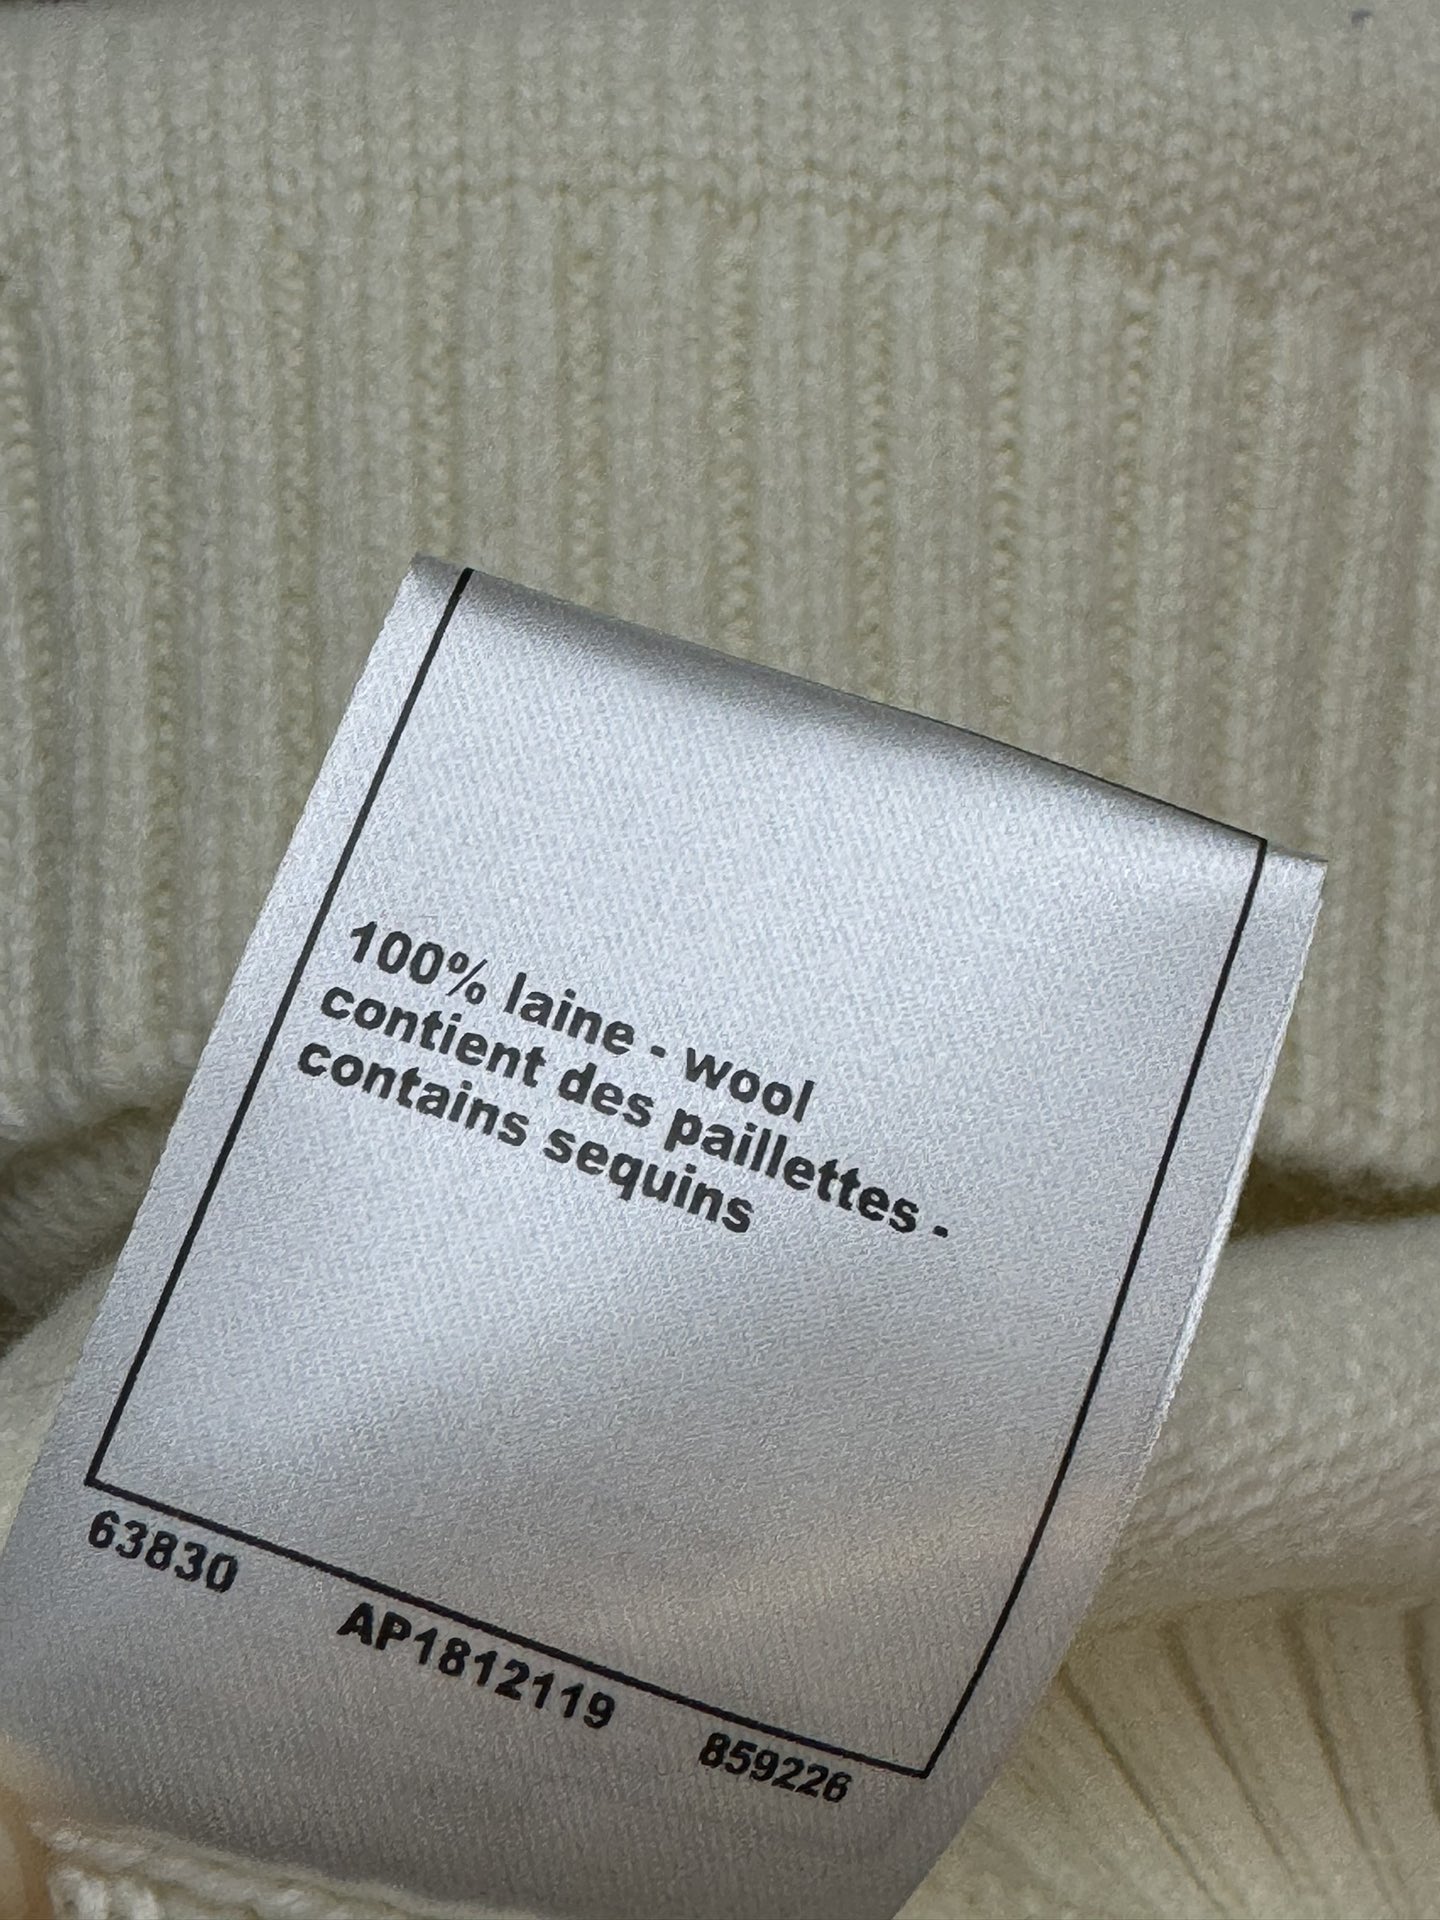 100% laine - wool
contient des paillettes -
contains sequins
63830 AP1812119 859226